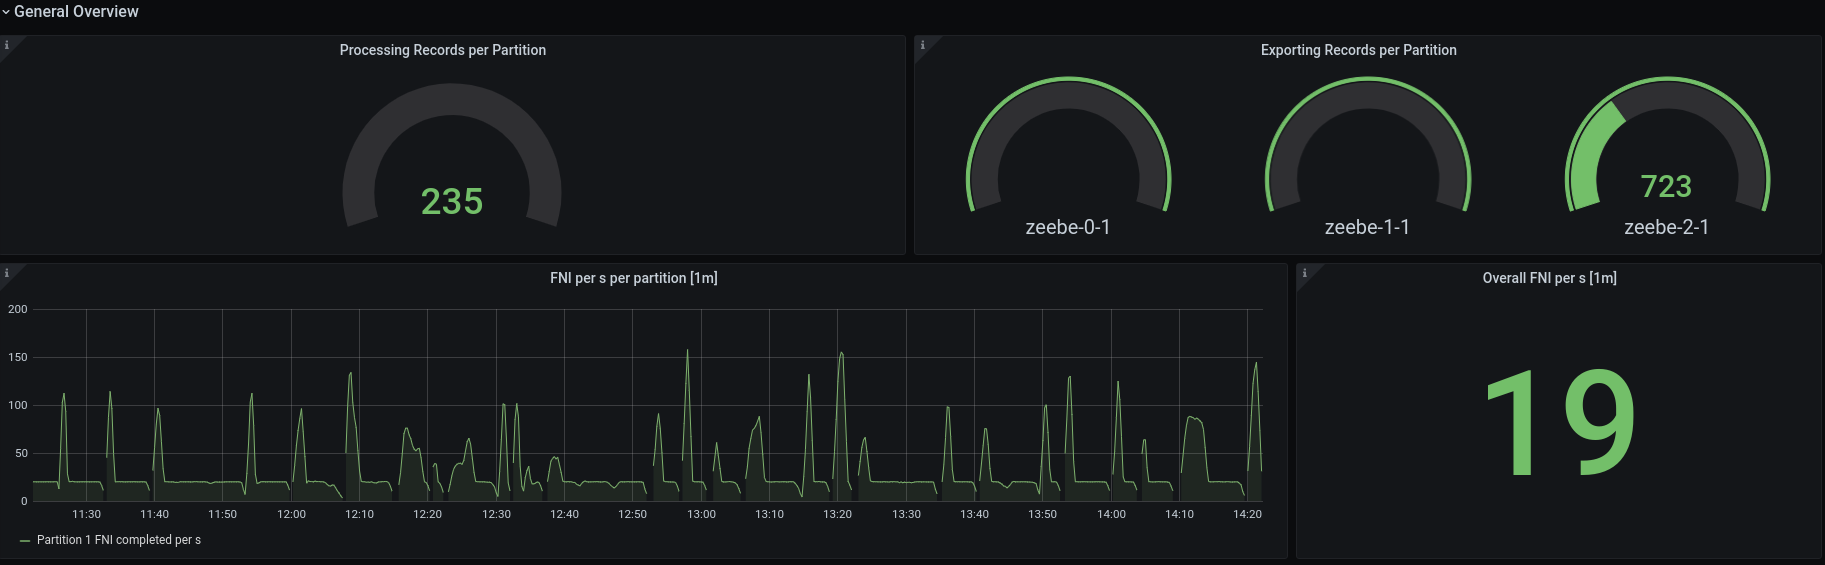 General Overview
Processing Records per Partition
Exporting Records per Partition
235
723
zeebe-0-1
zeebe-1-1
zeebe-2-1
FNI per s per partition [1m]
Overall FNI per s [1m]
200
150
100
50
0
11:30 11:40 11:50 12:00 12:10 12:20 12:30 12:40 12:50 13:00 13:10 13:20 13:30 13:40 13:50 14:00 14:10 14:20
Partition 1 FNI completed per s
19